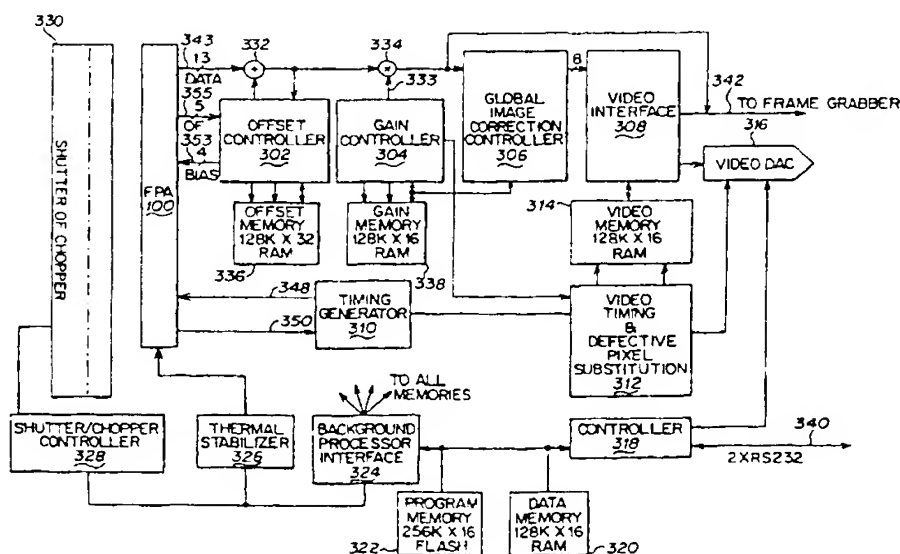 330
343
13
DATA
332
334
333
355
5
OF
353
4
BIAS
SHUTTER OF CHOPPER
FPA
100
OFFSET
CONTROLLER
302
GAIN
CONTROLLER
304
GLOBAL
IMAGE
CORRECTION
CONTROLLER
306
8
VIDEO
INTERFACE
308
342
TO FRAME GRABBER
316
VIDEO DAC
OFFSET
MEMORY
128K X 32
RAM
336
GAIN
MEMORY
128K X 16
RAM
338
314
VIDEO
MEMORY
128K X 16
RAM
348
350
TIMING
GENERATOR
310
VIDEO
TIMING
&
DEFECTIVE
PIXEL
SUBSTITUTION
312
TO ALL
MEMORIES
SHUTTER/CHOPPER
CONTROLLER
328
THERMAL
STABILIZER
326
BACKGROUND
PROCESSOR
INTERFACE
324
CONTROLLER
318
340
2XRS232
PROGRAM
MEMORY
256K X 16
FLASH
322
DATA
MEMORY
128K X 16
RAM
320